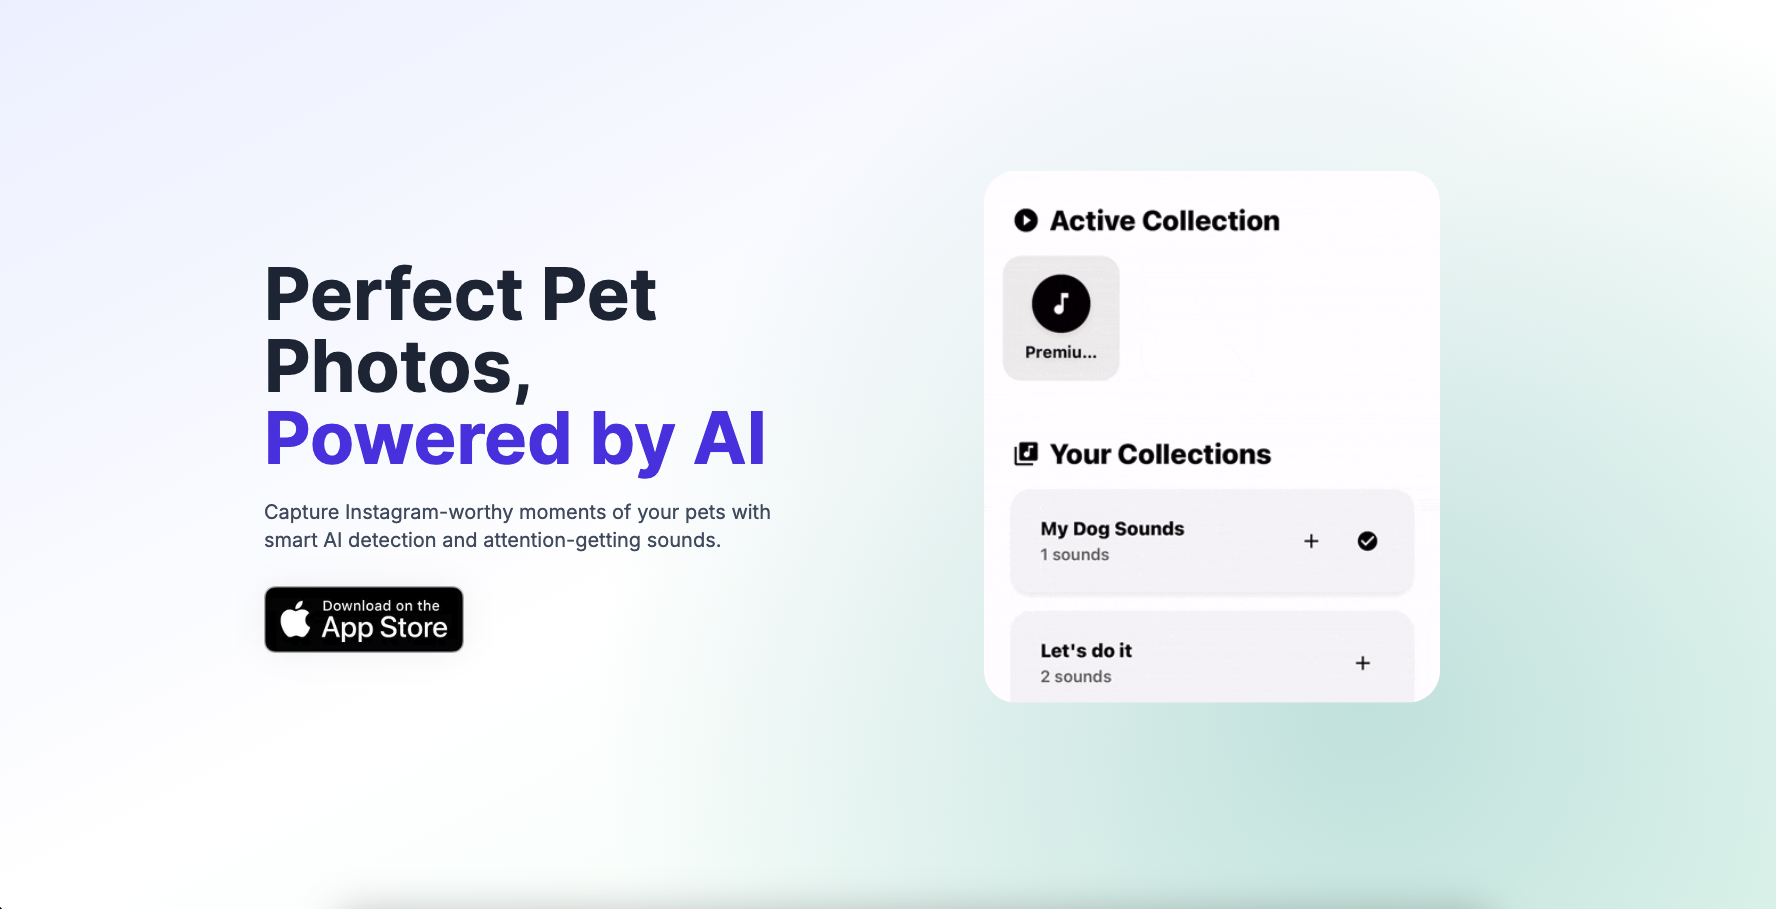 Perfect Pet
Photos,
Powered by AI
Capture Instagram-worthy moments of your pets with
smart AI detection and attention-getting sounds.
Download on the
App Store
Active Collection
Premiu...
Your Collections
My Dog Sounds
1 sounds
Let's do it
2 sounds